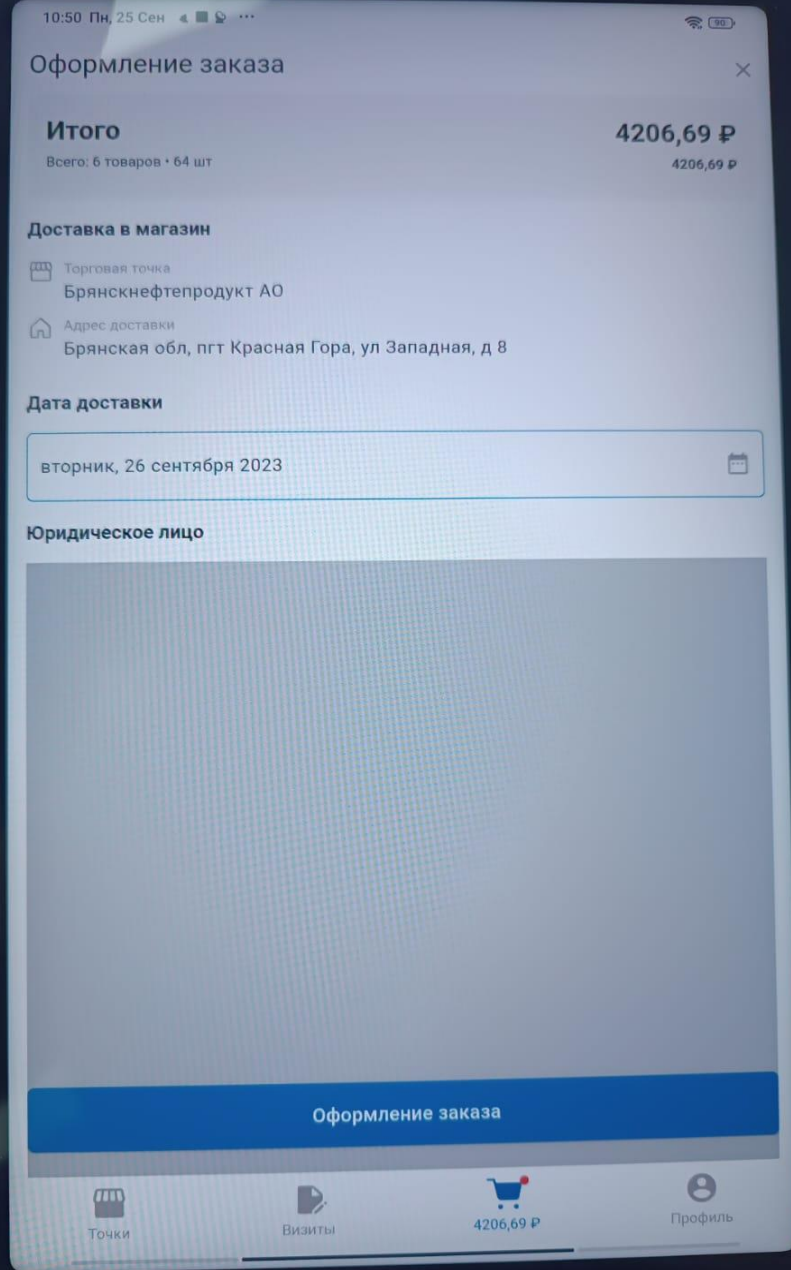 10:50 Пн, 25 Сен
90
Оформление заказа
Итого
4206,69 ₽
Всего: 6 товаров • 64 шт
4206,69 ₽
Доставка в магазин
Торговая точка
Брянскнефтепродукт АО
Адрес доставки
Брянская обл, пгт Красная Гора, ул Западная, д 8
Дата доставки
вторник, 26 сентября 2023
Юридическое лицо
Оформление заказа
Точки
Визиты
4206,69 ₽
Профиль